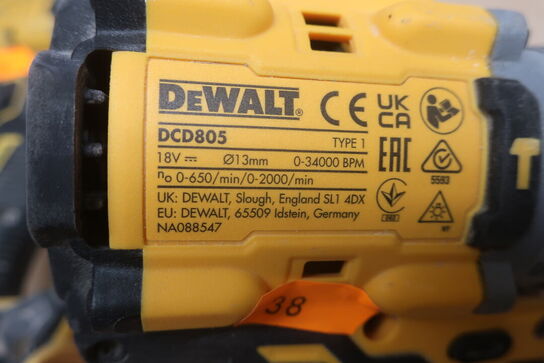 DEWALT®
CE UK CA
DCD805 TYPE 1
18V ⎓ Ø13mm 0-34000 BPM
EAC
5593
n₀ 0-650/min/0-2000/min
UK: DEWALT, Slough, England SL1 4DX
EU: DEWALT, 65509 Idstein, Germany
NA088547
38